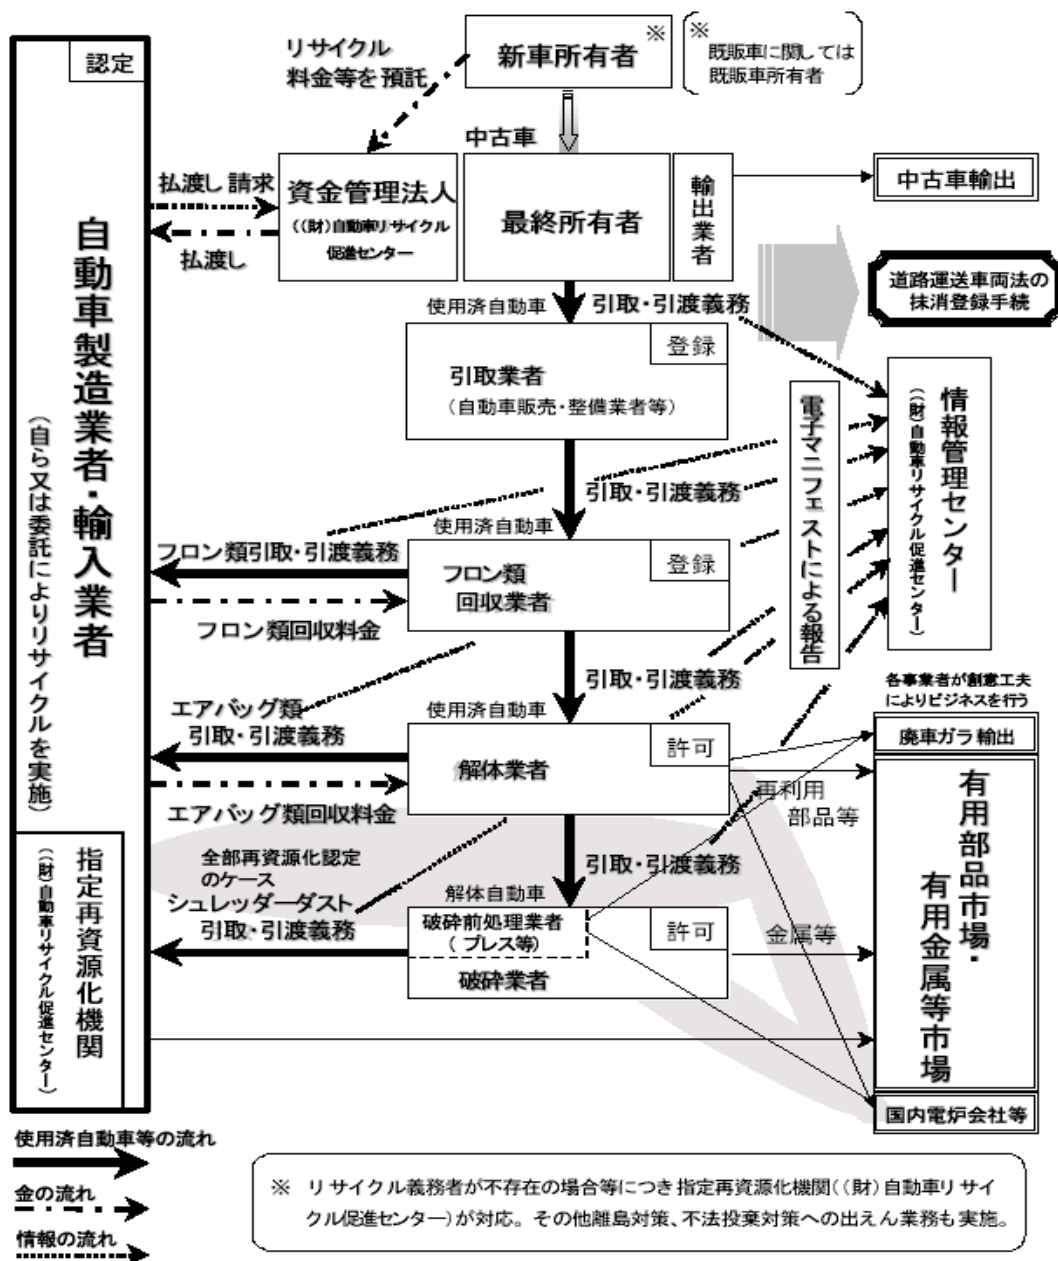 認定
リサイクル
料金等を預託
新車所有者
※
※
既販車に関しては
既販車所有者
中古車
払渡し請求
払渡し
資金管理法人
((財)自動車リサイクル
促進センター
最終所有者
輸出業者
中古車輸出
道路運送車両法の
抹消登録手続
自動車製造業者・輸入業者
(自ら又は委託によりリサイクルを実施)
使用済自動車
引取・引渡義務
登録
引取業者
(自動車販売・整備業者等)
電子マニフェストによる報告
情報管理センター
((財)自動車リサイクル促進センター)
引取・引渡義務
使用済自動車
フロン類引取・引渡義務
登録
フロン類
回収業者
フロン類回収料金
引取・引渡義務
各事業者が創意工夫
によりビジネスを行う
エアバッグ類
引取・引渡義務
使用済自動車
許可
解体業者
廃車ガラ輸出
エアバッグ類回収料金
再利用
部品等
有用部品市場・
有用金属等市場
指定再資源化機関
((財)自動車リサイクル促進センター)
全部再資源化認定
のケース
シュレッダーダスト
引取・引渡義務
引取・引渡義務
解体自動車
破砕前処理業者
(プレス等)
許可
破砕業者
金属等
国内電炉会社等
使用済自動車等の流れ
金の流れ
情報の流れ
※ リサイクル義務者が不存在の場合等につき指定再資源化機関((財)自動車リサイ
クル促進センター)が対応。その他離島対策、不法投棄対策への出えん業務も実施。